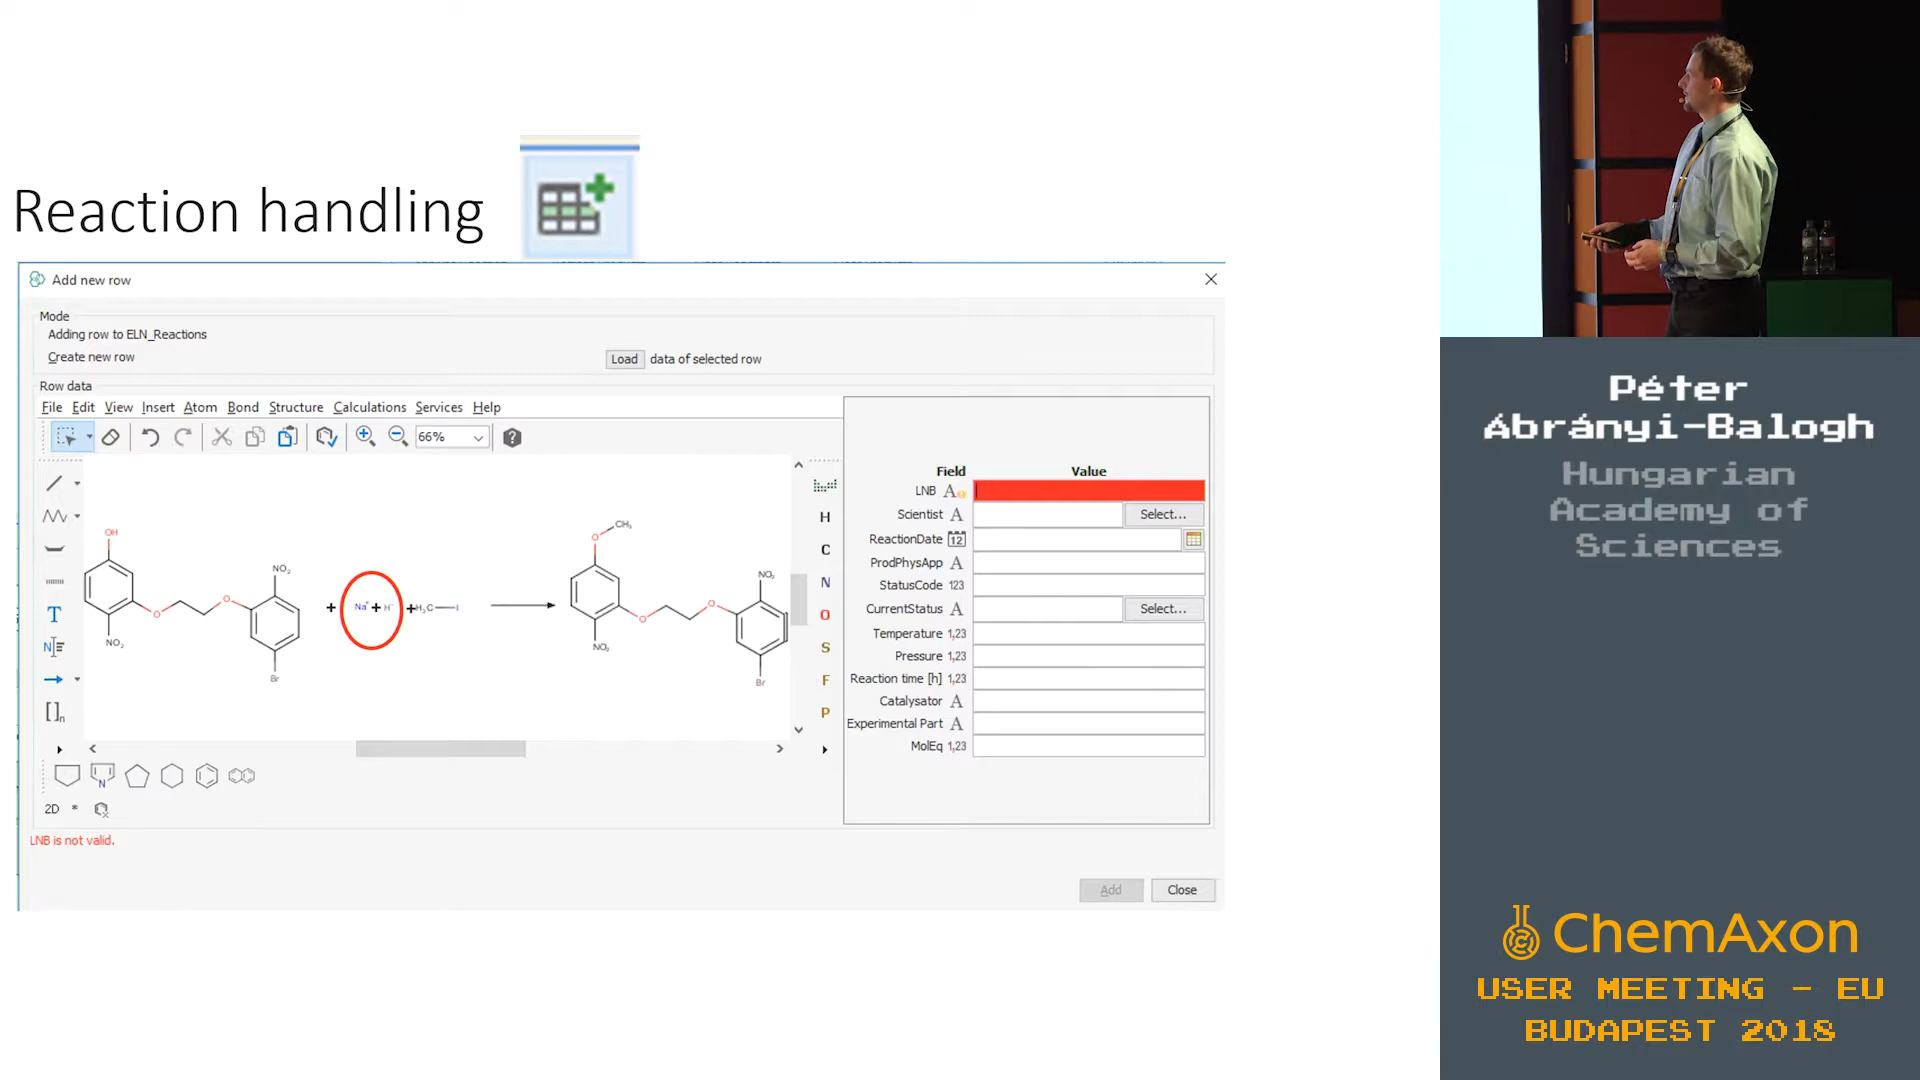 Reaction handling
Add new row
Mode
Adding row to ELN_Reactions
Create new row
Load data of selected row
Row data
File Edit View Insert Atom Bond Structure Calculations Services Help
66%
?
Field Value
LNB A
Scientist A Select...
ReactionDate 12
ProdPhysApp A
StatusCode 123
CurrentStatus A Select...
Temperature 1,23
Pressure 1,23
Reaction time [h] 1,23
Catalysator A
Experimental Part A
MolEq 1,23
T
N
[ ]n
H
C
N
O
S
F
P
OH
NO2
O
O
NO2
Br
+ Na+ + H- + H3C I
CH3
O
NO2
O
O
NO2
Br
N
2D *
LNB is not valid.
Add Close
Péter
Ábrányi-Balogh
Hungarian
Academy of
Sciences
ChemAxon
USER MEETING - EU
BUDAPEST 2018